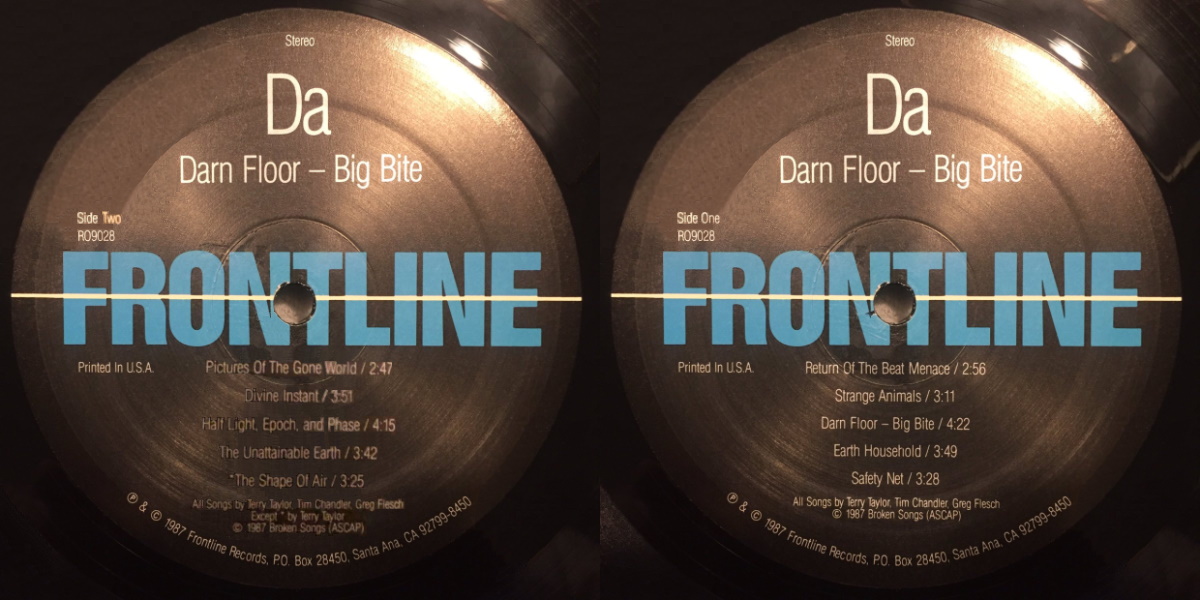 Stereo
Da
Darn Floor – Big Bite
Side Two
RO9028
FRONTLINE
Printed In U.S.A.
Pictures Of The Gone World / 2:47
Divine Instant / 3:51
Half Light, Epoch, and Phase / 4:15
The Unattainable Earth / 3:42
*The Shape Of Air / 3:25
All Songs by Terry Taylor, Tim Chandler, Greg Flesch
Except * by Terry Taylor
© 1987 Broken Songs (ASCAP)
℗ & © 1987 Frontline Records, P.O. Box 28450, Santa Ana, CA 92799-8450
Stereo
Da
Darn Floor – Big Bite
Side One
RO9028
FRONTLINE
Printed In U.S.A.
Return Of The Beat Menace / 2:56
Strange Animals / 3:11
Darn Floor – Big Bite / 4:22
Earth Household / 3:49
Safety Net / 3:28
All Songs by Terry Taylor, Tim Chandler, Greg Flesch
© 1987 Broken Songs (ASCAP)
℗ & © 1987 Frontline Records, P.O. Box 28450, Santa Ana, CA 92799-8450